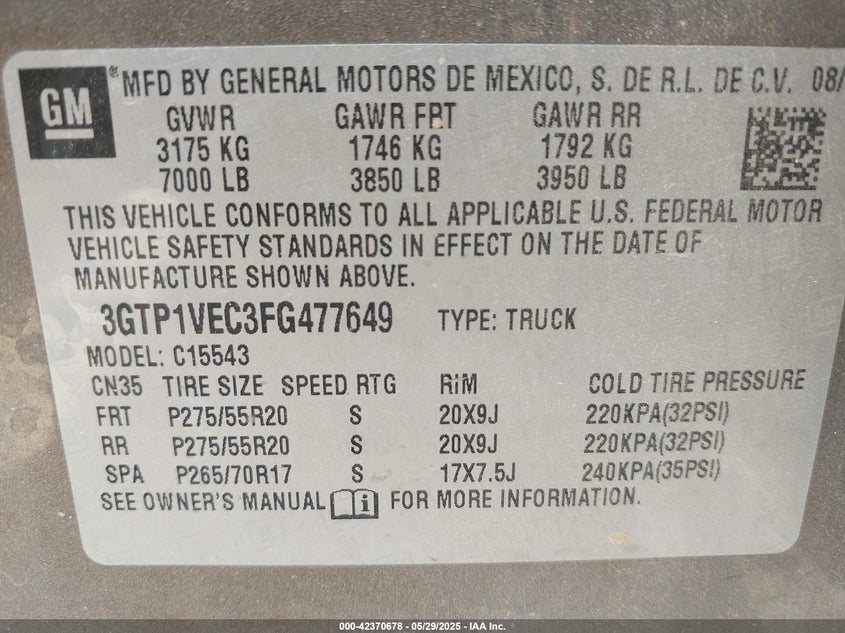 GM
® MFD BY GENERAL MOTORS DE MEXICO, S. DE R.L. DE C.V. 08/
GVWR GAWR FRT GAWR RR
3175 KG 1746 KG 1792 KG
7000 LB 3850 LB 3950 LB
THIS VEHICLE CONFORMS TO ALL APPLICABLE U.S. FEDERAL MOTOR
VEHICLE SAFETY STANDARDS IN EFFECT ON THE DATE OF
MANUFACTURE SHOWN ABOVE.
3GTP1VEC3FG477649 TYPE: TRUCK
MODEL: C15543
CN35 TIRE SIZE SPEED RTG RIM COLD TIRE PRESSURE
FRT P275/55R20 S 20X9J 220KPA(32PSI)
RR P275/55R20 S 20X9J 220KPA(32PSI)
SPA P265/70R17 S 17X7.5J 240KPA(35PSI)
SEE OWNER'S MANUAL i FOR MORE INFORMATION.
000-42370678 - 05/29/2025 - IAA Inc.